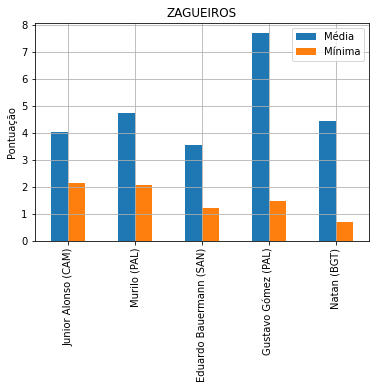 ZAGUEIROS
Média
Mínima
Pontuação
8
7
6
5
4
3
2
1
0
Junior Alonso (CAM)
Murilo (PAL)
Eduardo Bauermann (SAN)
Gustavo Gómez (PAL)
Natan (BGT)